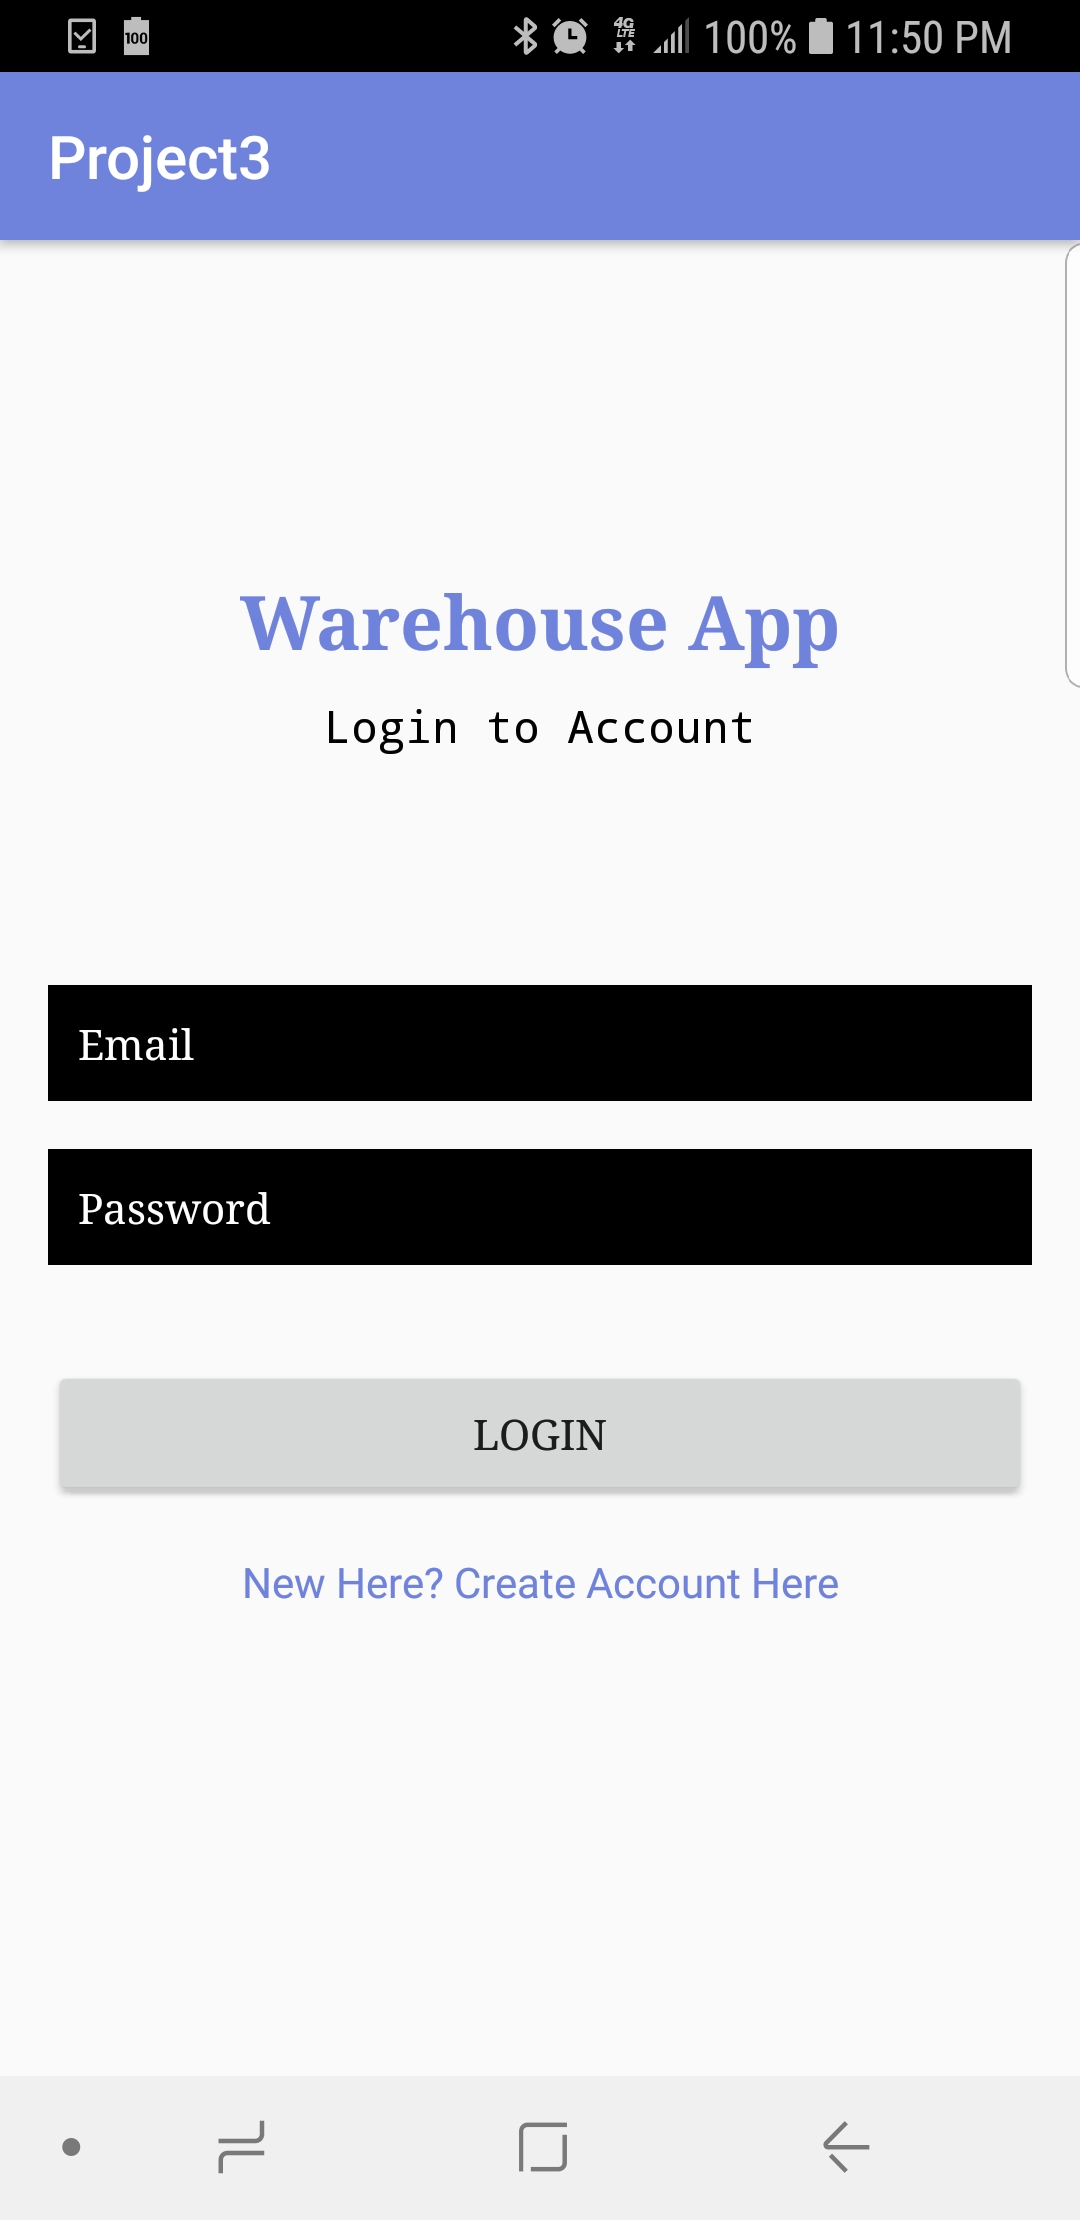 100 4G LTE 100% 11:50 PM
Project3
Warehouse App
Login to Account
Email
Password
LOGIN
New Here? Create Account Here